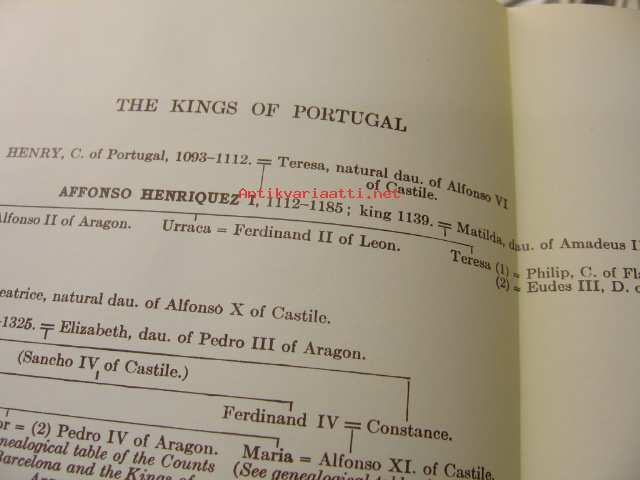 THE KINGS OF PORTUGAL
HENRY, C. of Portugal, 1093-1112. = Teresa, natural dau. of Alfonso VI
of Castile.
Antikvariaatti.net
AFFONSO HENRIQUEZ I, 1112-1185; king 1139. = Matilda, dau. of Amadeus
Alfonso II of Aragon. Urraca = Ferdinand II of Leon. Teresa (1) = Philip, C. of
(2) = Eudes III, D.
natural dau. of Alfonso X of Castile.
1325. = Elizabeth, dau. of Pedro III of Aragon.
(Sancho IV of Castile.)
Ferdinand IV = Constance.
= (2) Pedro IV of Aragon. Maria = Alfonso XI. of Castile.
genealogical table of the Counts (See genealogical
Barcelona and the Kings of